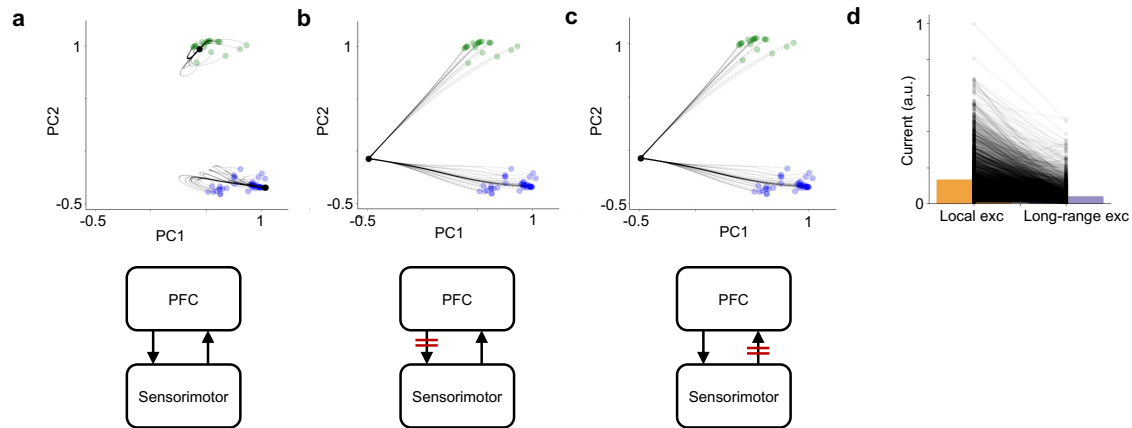 a
1
PC2
-0.5
-0.5
1
PC1
PFC
Sensorimotor
b
1
PC2
-0.5
-0.5
1
PC1
PFC
Sensorimotor
c
1
PC2
-0.5
-0.5
1
PC1
PFC
Sensorimotor
d
1
Current (a.u.)
0
Local exc
Long-range exc